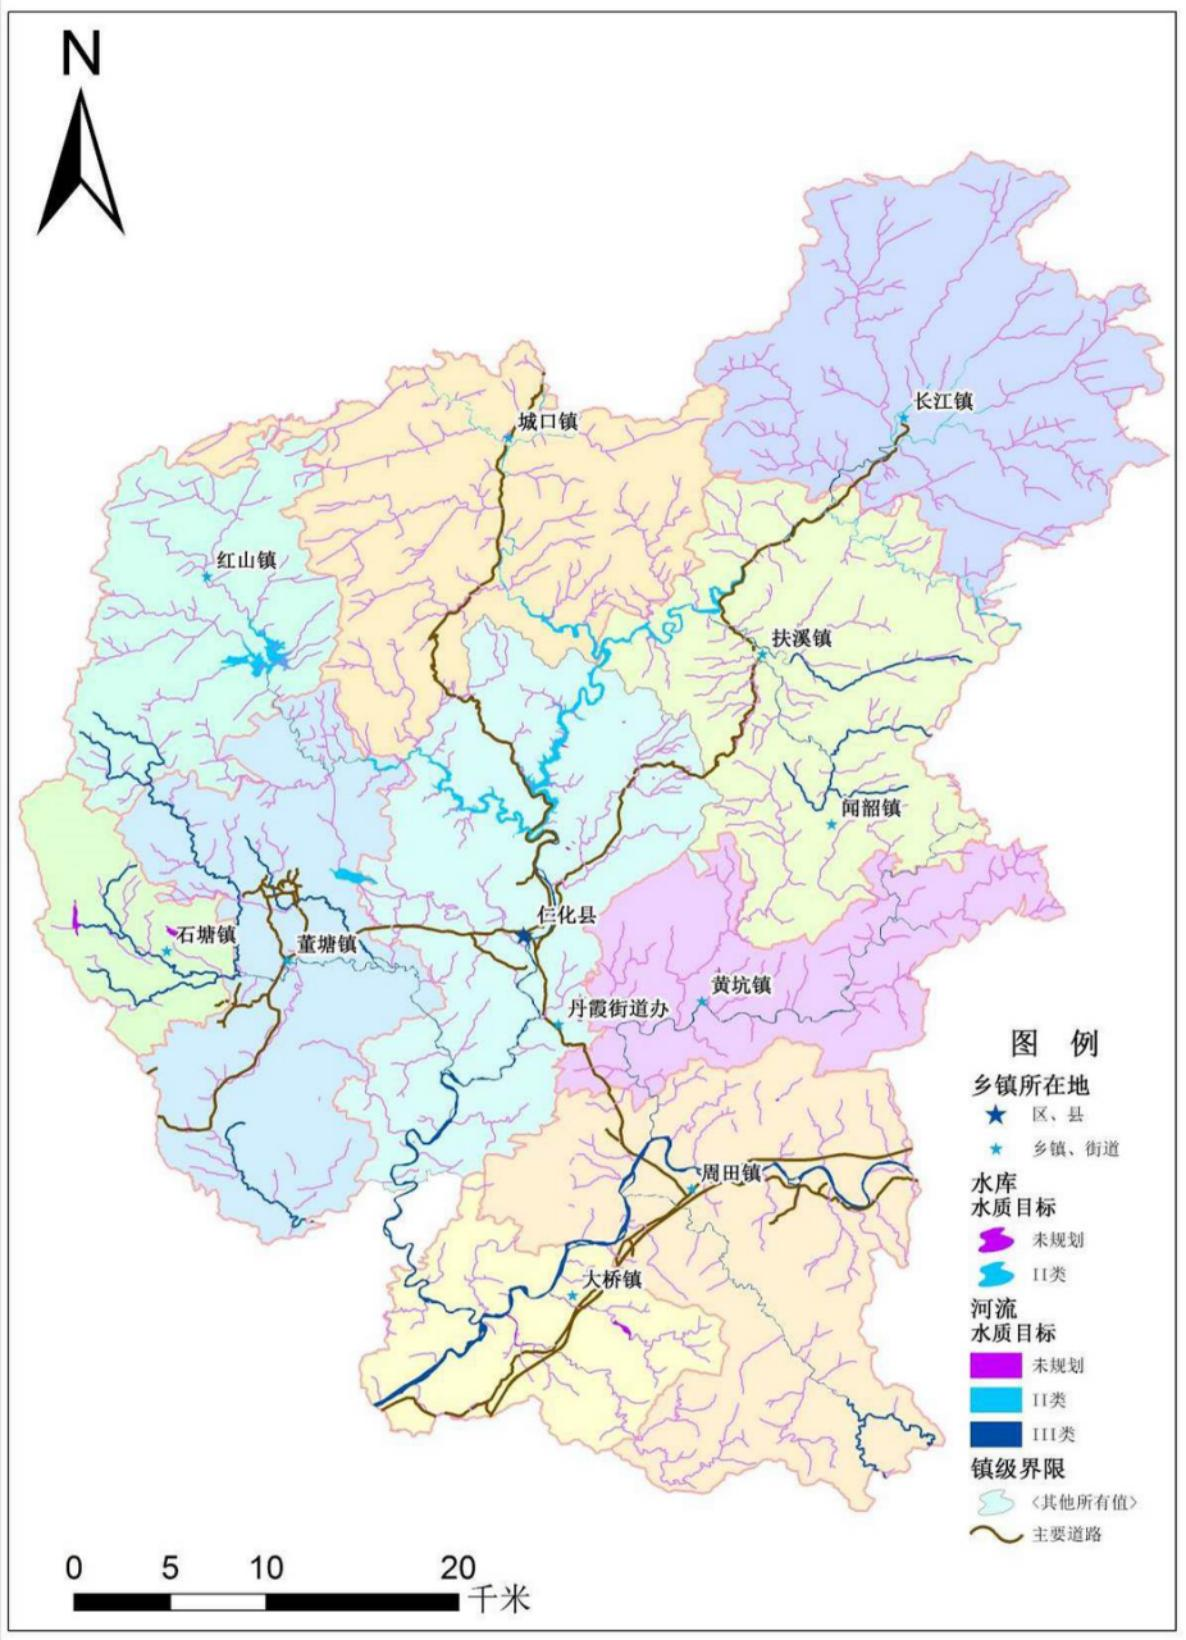 N
长江镇
城口镇
红山镇
扶溪镇
闻韶镇
仁化县
石塘镇
董塘镇
黄坑镇
丹霞街道办
周田镇
大桥镇
图 例
乡镇所在地
区、县
乡镇、街道
水库
水质目标
未规划
II类
河流
水质目标
未规划
II类
III类
镇级界限
<其他所有值>
主要道路
0 5 10 20
千米